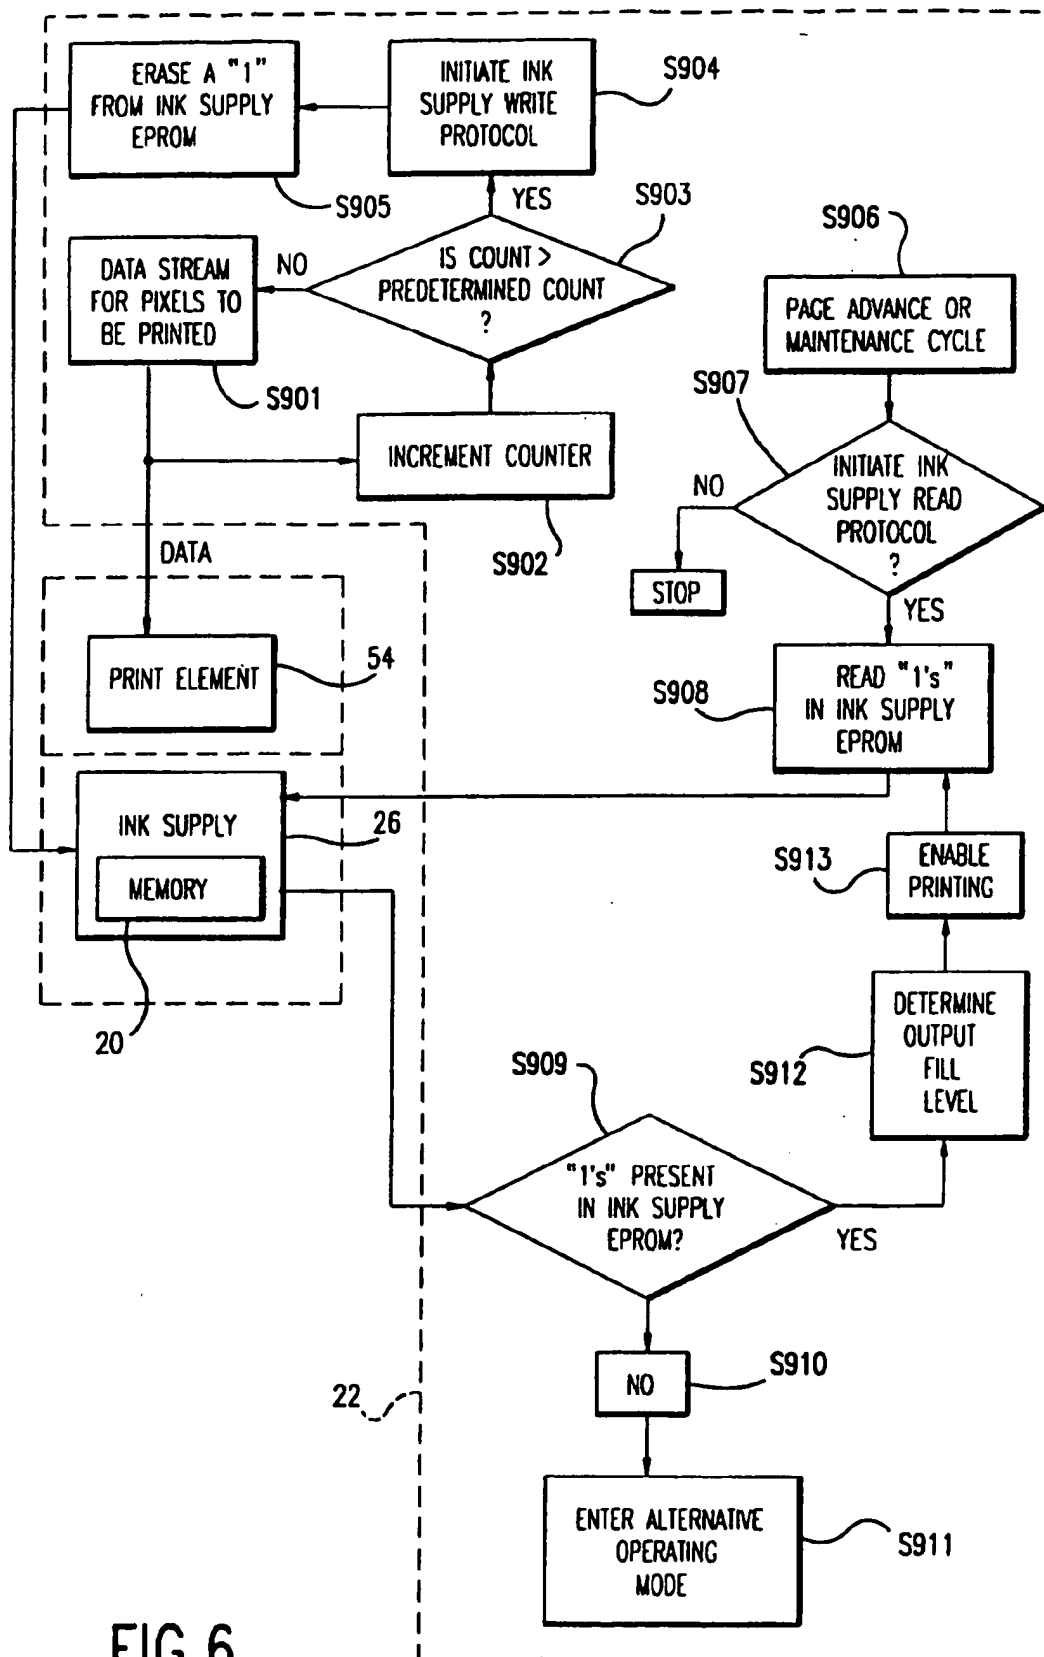 ERASE A "1"
FROM INK SUPPLY
EPROM
INITIATE INK
SUPPLY WRITE
PROTOCOL
S904
S905
YES
S903
IS COUNT >
PREDETERMINED COUNT
?
NO
DATA STREAM
FOR PIXELS TO
BE PRINTED
S901
INCREMENT COUNTER
S902
S906
PAGE ADVANCE OR
MAINTENANCE CYCLE
S907
INITIATE INK
SUPPLY READ
PROTOCOL
?
NO
STOP
YES
DATA
PRINT ELEMENT
54
S908
READ "1's"
IN INK SUPPLY
EPROM
INK SUPPLY
26
MEMORY
20
S913
ENABLE
PRINTING
S912
DETERMINE
OUTPUT
FILL
LEVEL
S909
"1's" PRESENT
IN INK SUPPLY
EPROM?
YES
22
NO
S910
ENTER ALTERNATIVE
OPERATING
MODE
S911
FIG 6